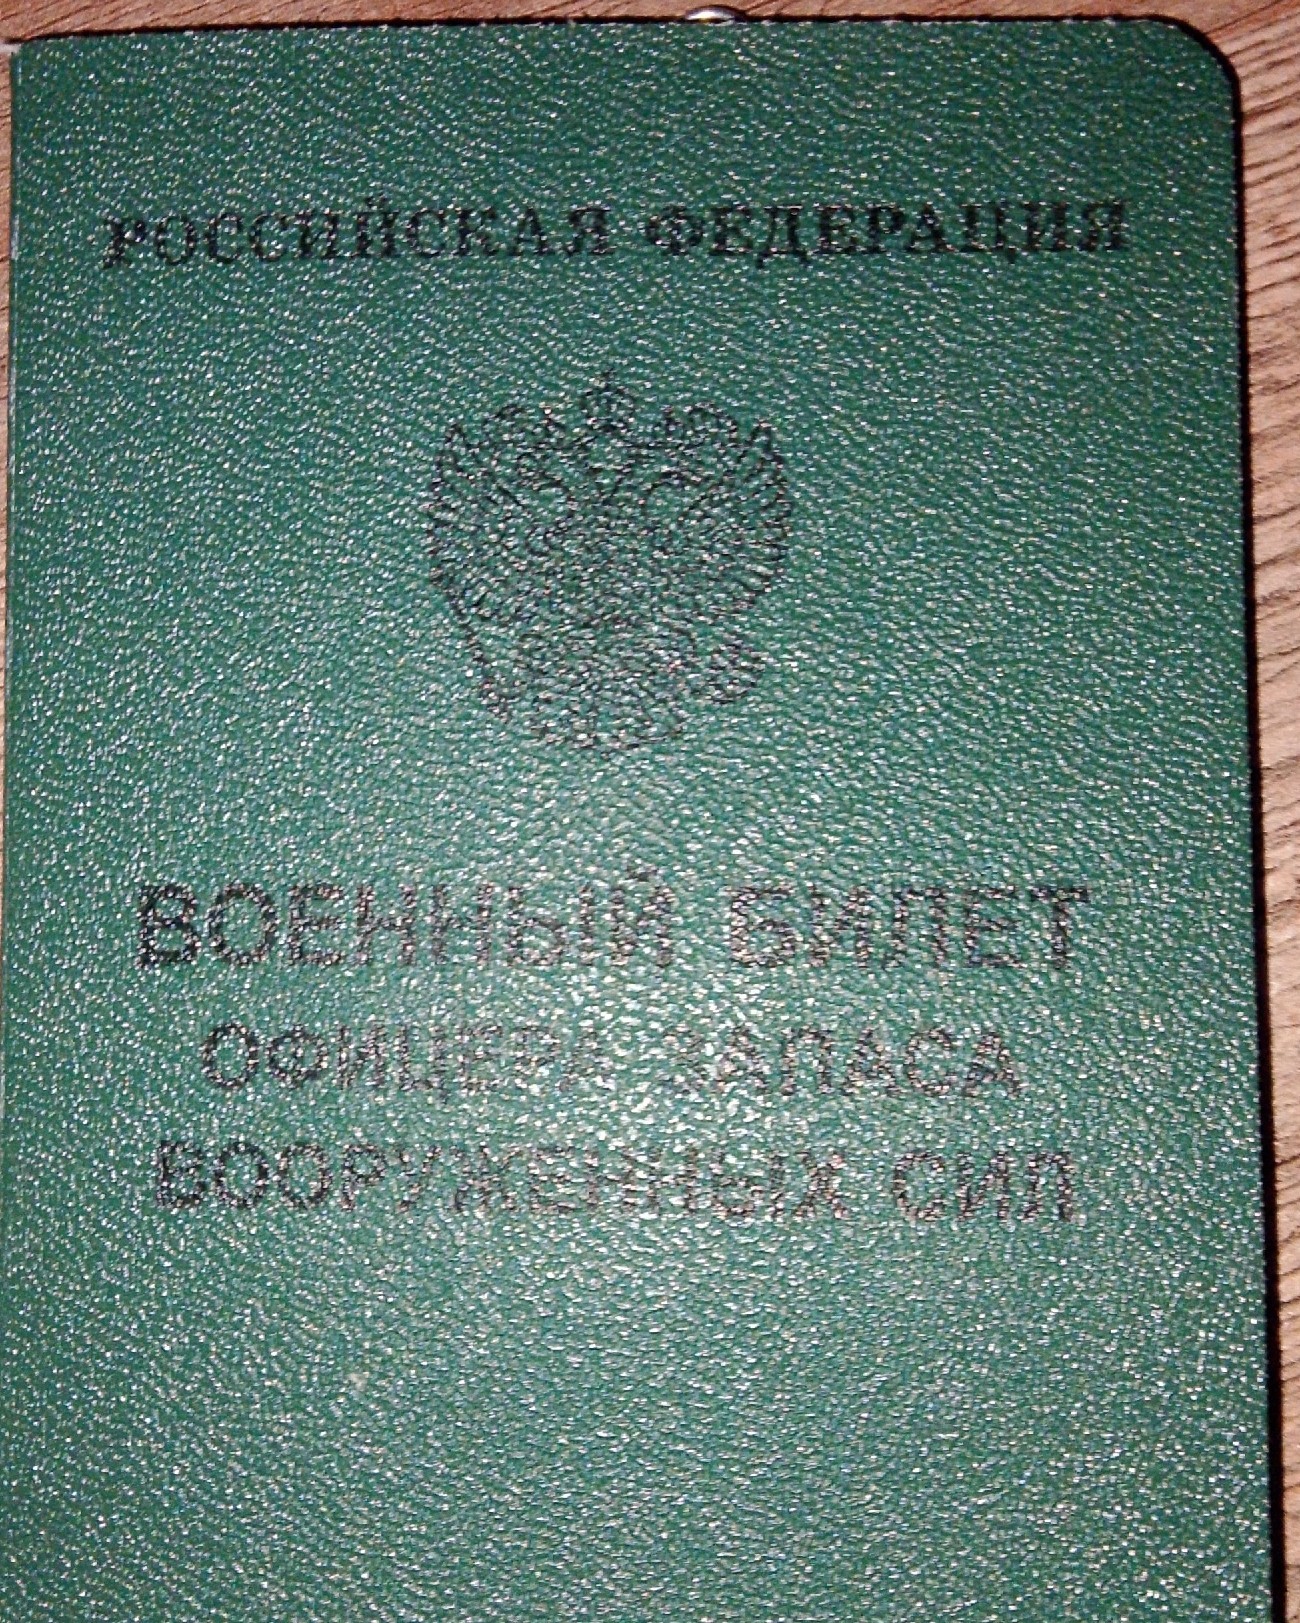 РОССИЙСКАЯ ФЕДЕРАЦИЯ
ВОЕННЫЙ БИЛЕТ
ОФИЦЕРА ЗАПАСА
ВООРУЖЕННЫХ СИЛ